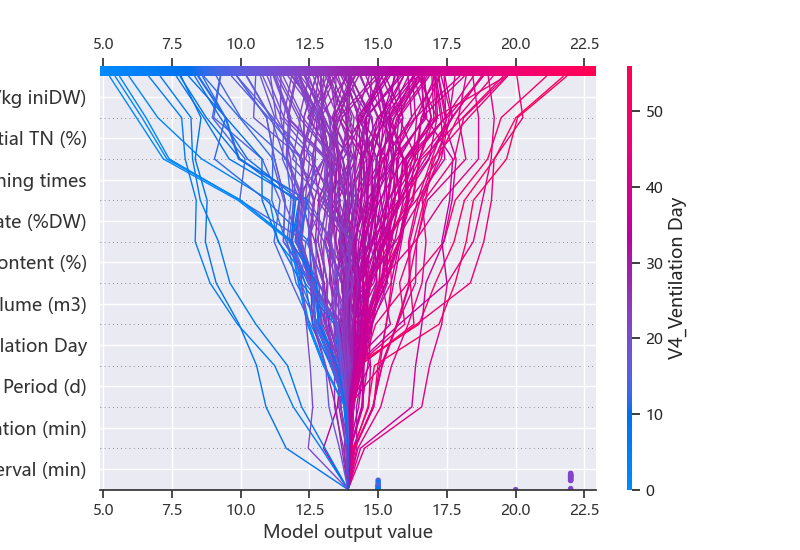 5.0 7.5 10.0 12.5 15.0 17.5 20.0 22.5
/kg iniDW)
tial TN (%)
ning times
ate (%DW)
ontent (%)
lume (m3)
lation Day
Period (d)
ation (min)
erval (min)
5.0 7.5 10.0 12.5 15.0 17.5 20.0 22.5
Model output value
50
40
30
20
10
0
V4_Ventilation Day